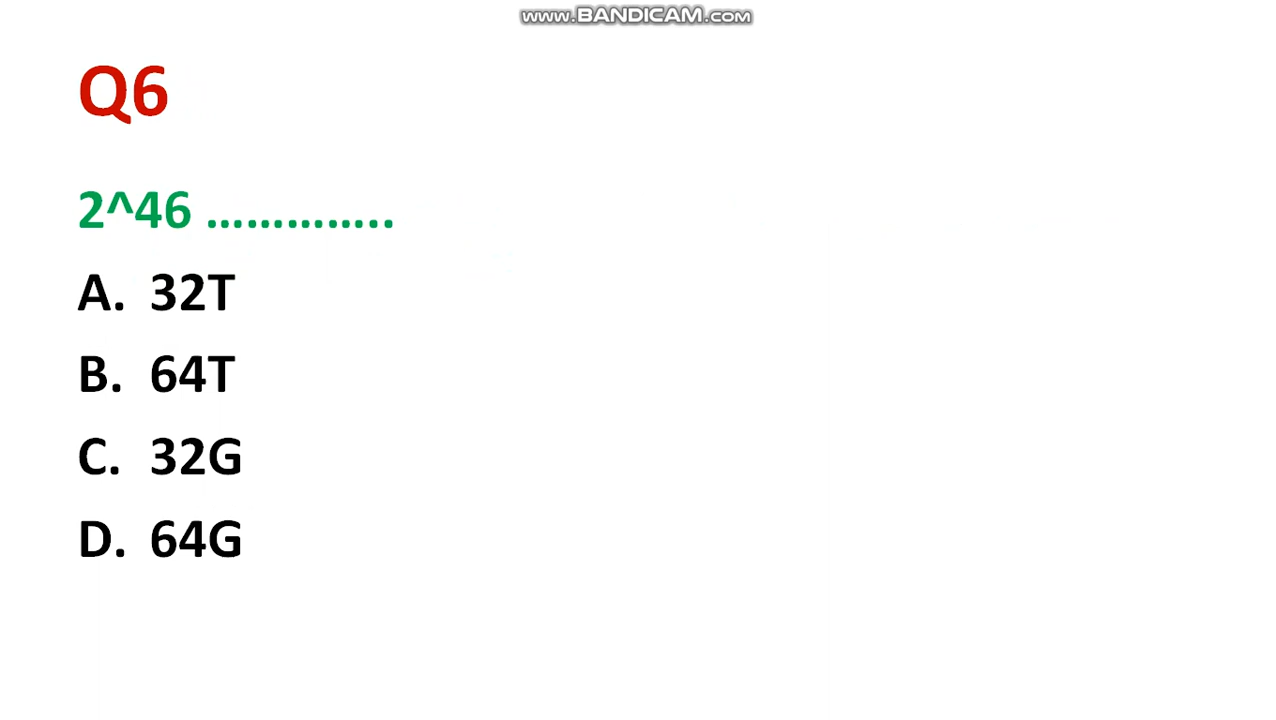 www.BANDICAM.com
Q6
2^46 …………..
A. 32T
B. 64T
C. 32G
D. 64G